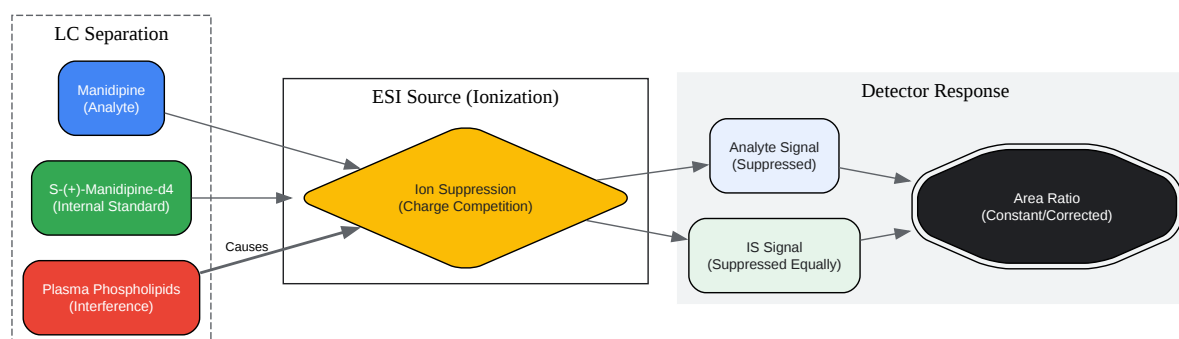 LC Separation
Manidipine
(Analyte)
S-(+)-Manidipine-d4
(Internal Standard)
Plasma Phospholipids
(Interference)
Causes
ESI Source (Ionization)
Ion Suppression
(Charge Competition)
Detector Response
Analyte Signal
(Suppressed)
IS Signal
(Suppressed Equally)
Area Ratio
(Constant/Corrected)